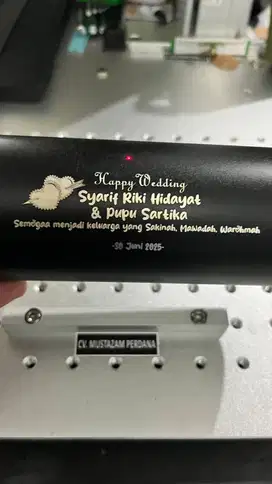 Happy Wedding
Syarif Riki Hidayat
& Pupu Sartika
Semogaa menjadi keluarga yang Sakinah, Mawadah, Warohmah
-30 Juni 2025-
CV. MUSTAZAM PERDANA